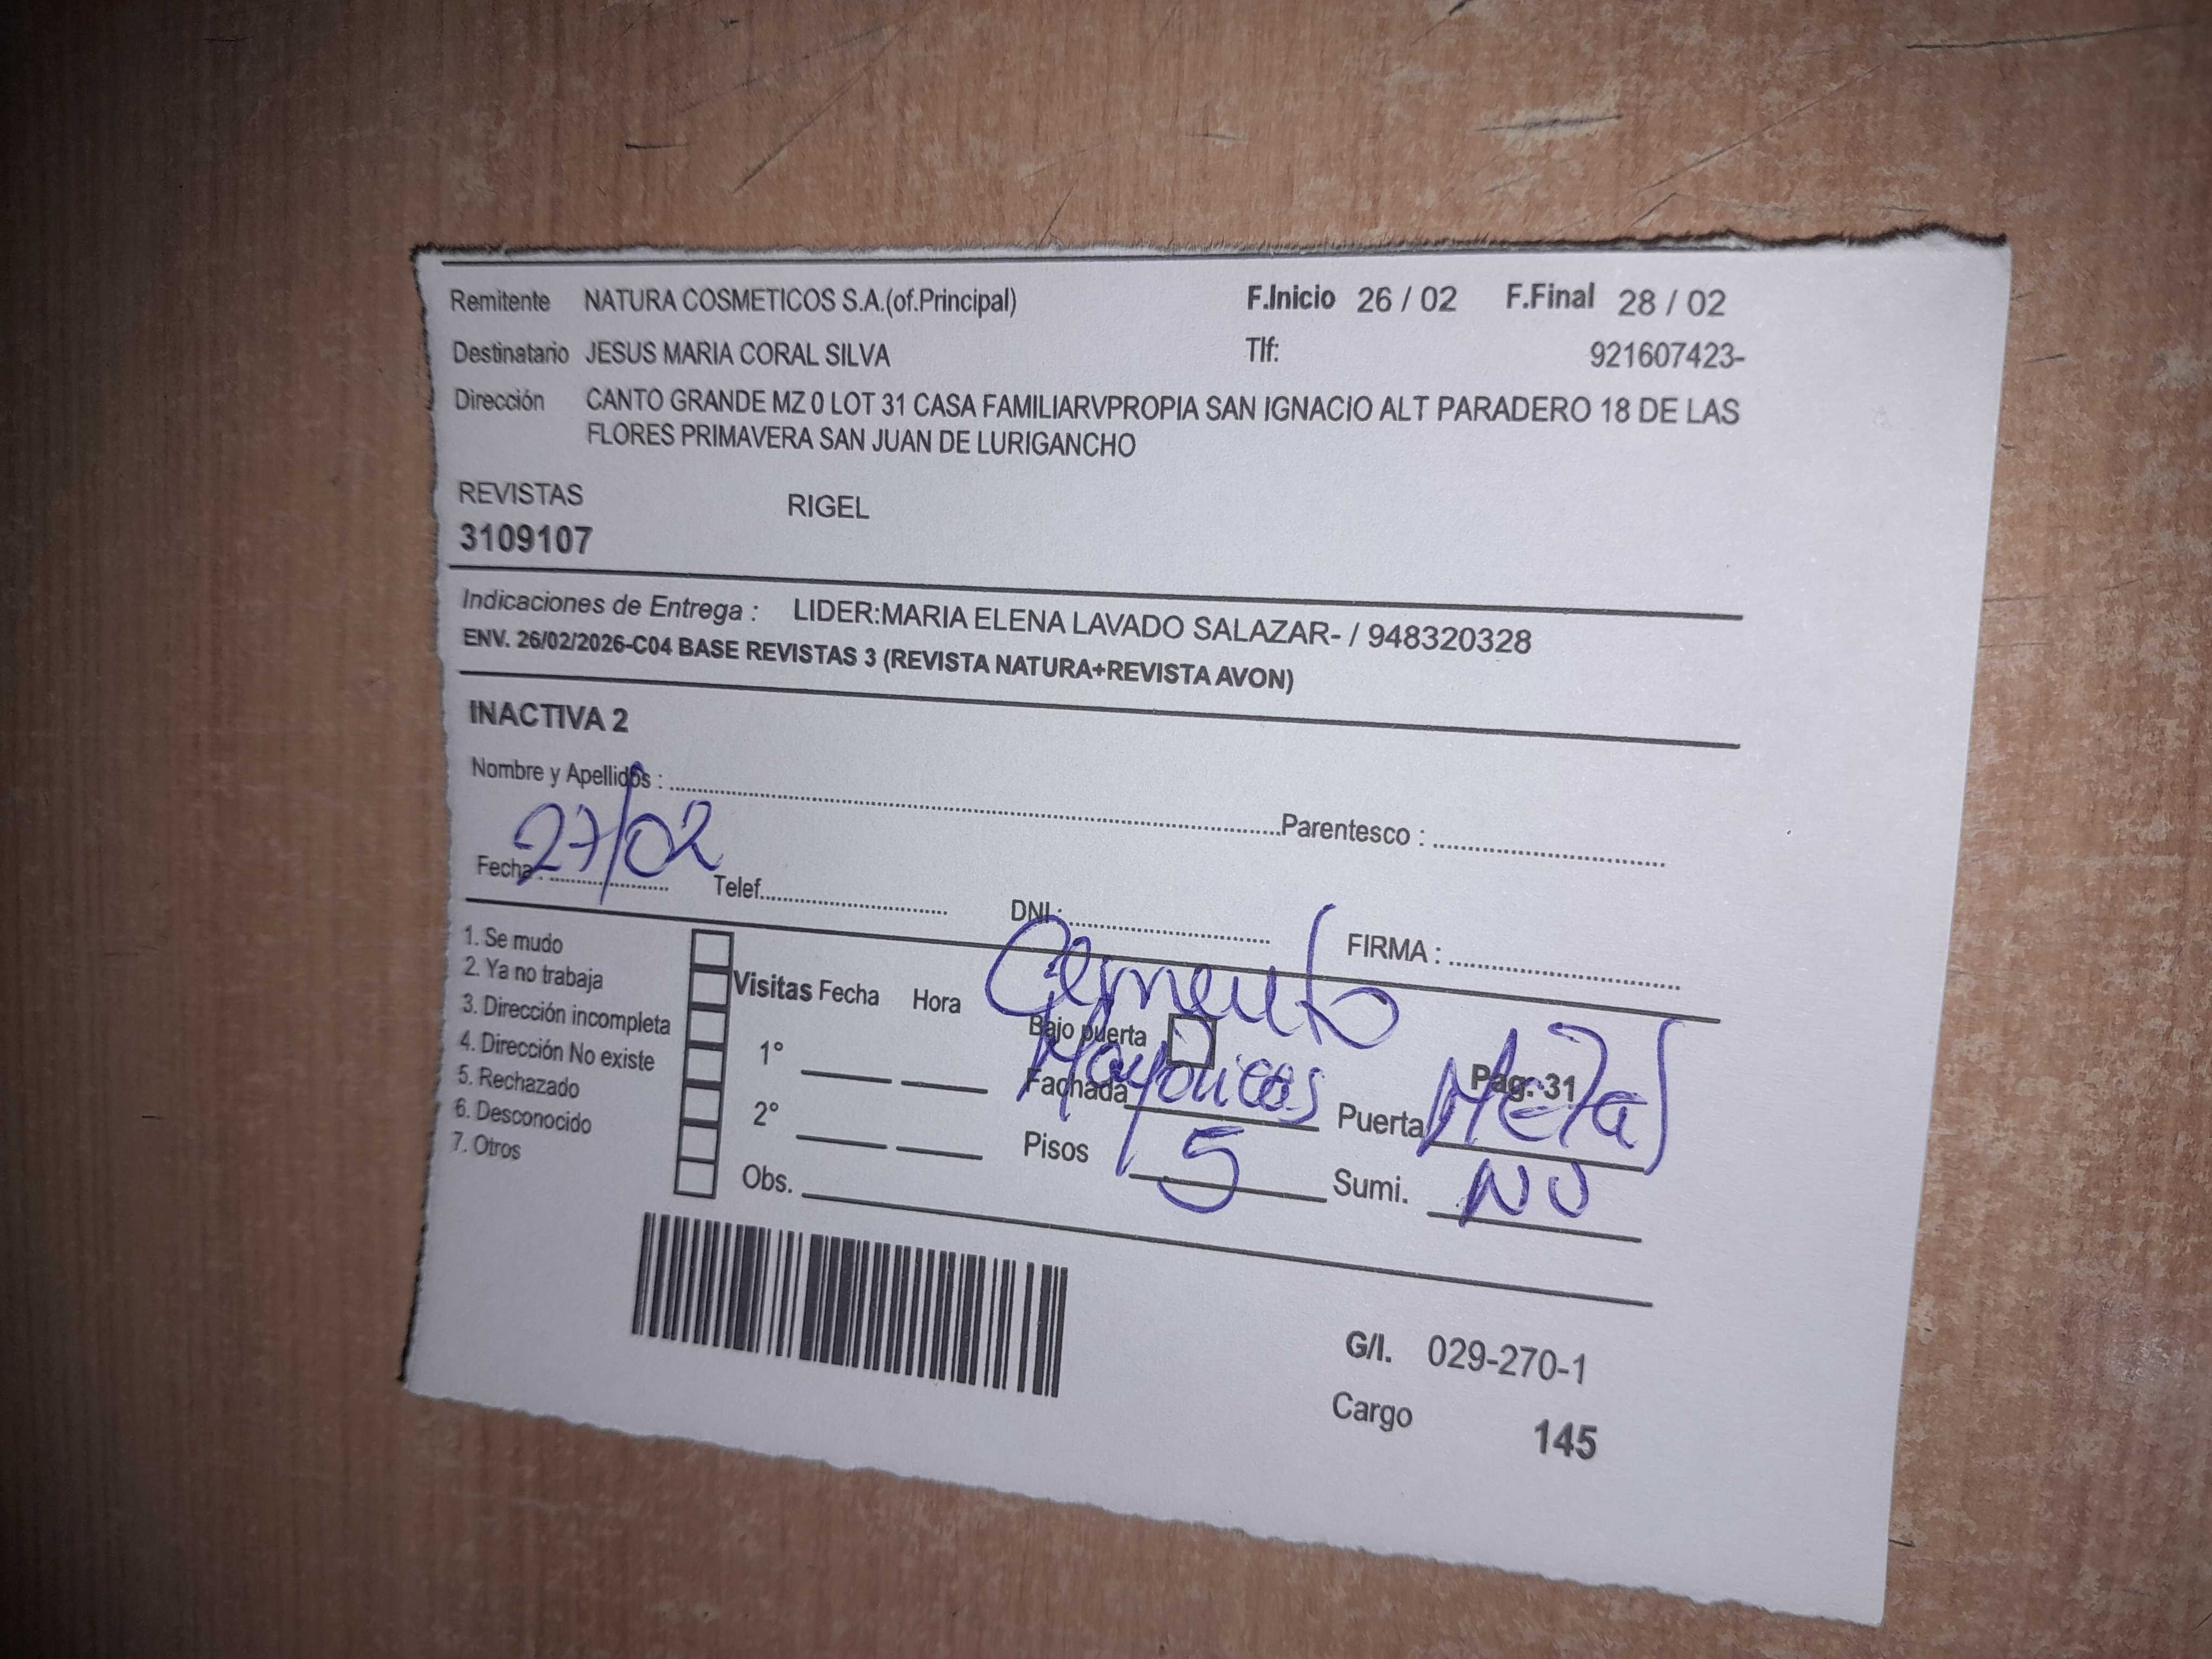 Remitente NATURA COSMETICOS S.A.(of.Principal) F.Inicio 26 / 02 F.Final 28 / 02
Destinatario JESUS MARIA CORAL SILVA Tlf: 921607423-
Dirección CANTO GRANDE MZ 0 LOT 31 CASA FAMILIARVPROPIA SAN IGNACIO ALT PARADERO 18 DE LAS
FLORES PRIMAVERA SAN JUAN DE LURIGANCHO
REVISTAS RIGEL
3109107
Indicaciones de Entrega : LIDER:MARIA ELENA LAVADO SALAZAR- / 948320328
ENV. 26/02/2026-C04 BASE REVISTAS 3 (REVISTA NATURA+REVISTA AVON)
INACTIVA 2
Nombre y Apellidos : Parentesco :
Fecha : 27/02 Telef. DNI : FIRMA :
1. Se mudo
2. Ya no trabaja
3. Dirección incompleta
4. Dirección No existe
5. Rechazado
6. Desconocido
7. Otros
Visitas Fecha Hora
1°
2°
Obs.
Cemento
Bajo puerta Pág. 31
Fachada Mayolicas Puerta Metal
Pisos 5 Sumi. NO
G/I. 029-270-1
Cargo 145